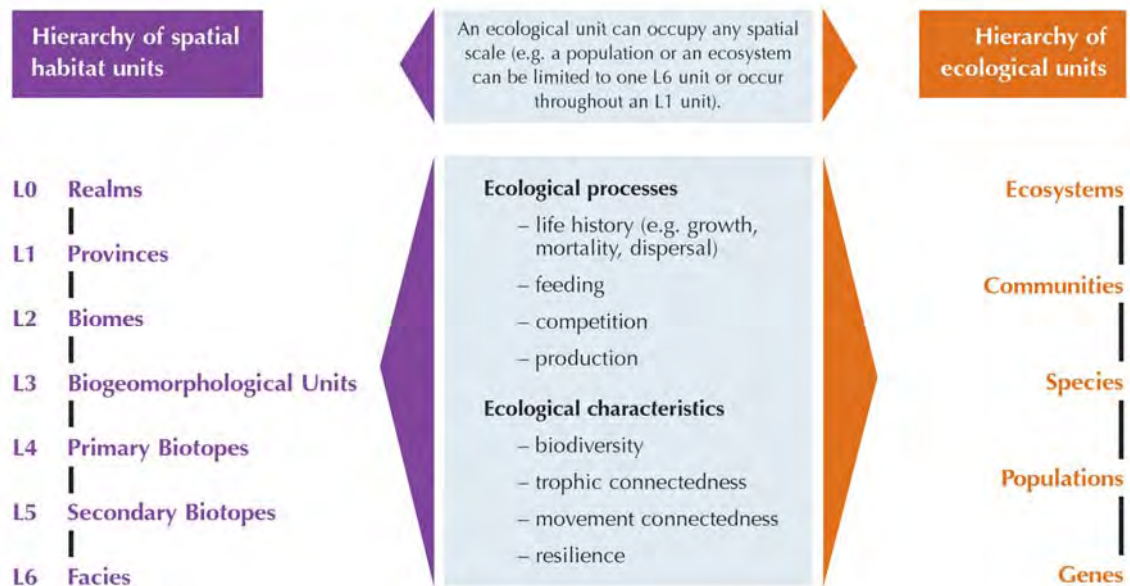 Hierarchy of spatial
habitat units
An ecological unit can occupy any spatial
scale (e.g. a population or an ecosystem
can be limited to one L6 unit or occur
throughout an L1 unit).
Hierarchy of
ecological units
L0 Realms
L1 Provinces
L2 Biomes
L3 Biogeomorphological Units
L4 Primary Biotopes
L5 Secondary Biotopes
L6 Facies
Ecological processes
– life history (e.g. growth,
mortality, dispersal)
– feeding
– competition
– production
Ecological characteristics
– biodiversity
– trophic connectedness
– movement connectedness
– resilience
Ecosystems
Communities
Species
Populations
Genes